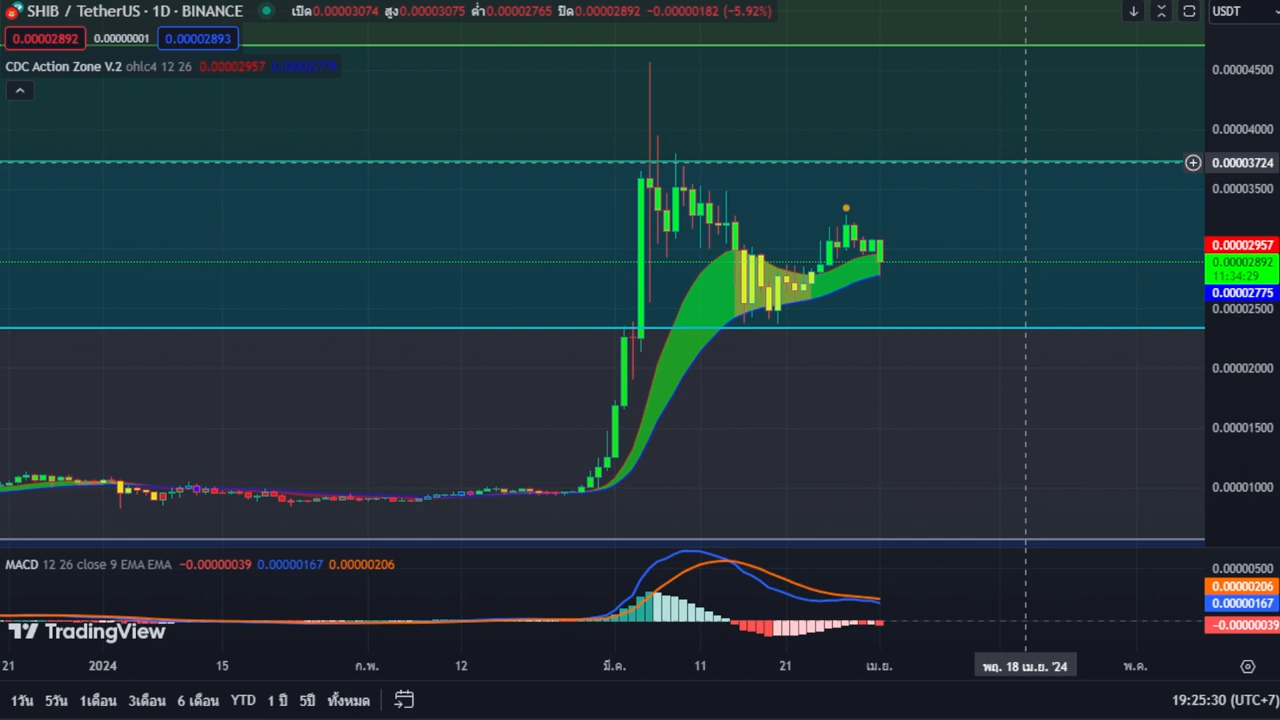 SHIB / TetherUS · 1D · BINANCE เปิด0.00003074 สูง0.00003075 ต่ำ0.00002765 ปิด0.00002892 −0.00000182 (−5.92%) USDT
0.00002892 0.00000001 0.00002893
CDC Action Zone V.2 ohlc4 12 26 0.00002957 0.00002775
0.00004500
0.00004000
0.00003724
0.00003500
0.00002957
0.00002892
11:34:29
0.00002775
0.00002500
0.00002000
0.00001500
0.00001000
MACD 12 26 close 9 EMA EMA −0.00000039 0.00000167 0.00000206
0.00000500
0.00000206
0.00000167
−0.00000039
TradingView
21 2024 15 ก.พ. 12 มี.ค. 11 21 เม.ย. พฤ. 18 เม.ย. '24 พ.ค.
1วัน 5วัน 1เดือน 3เดือน 6 เดือน YTD 1 ปี 5ปี ทั้งหมด 19:25:30 (UTC+7)